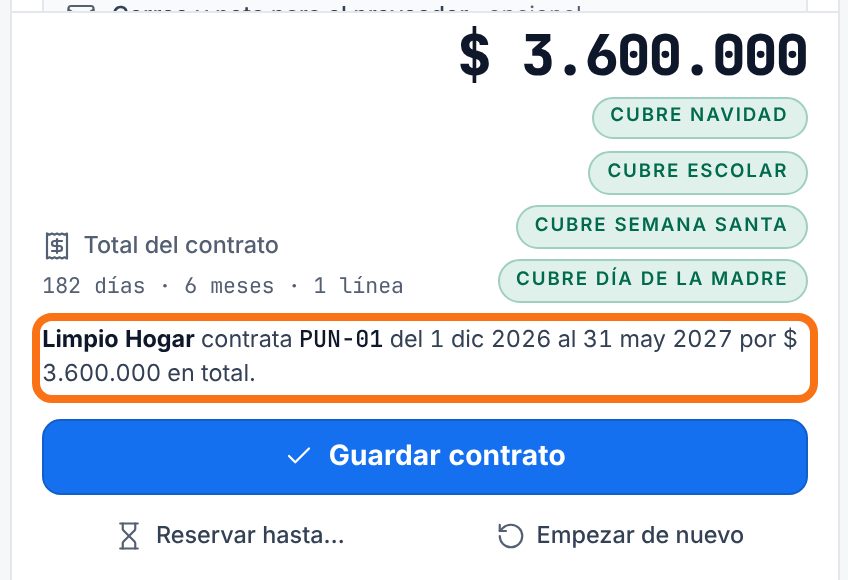 $ 3.600.000
CUBRE NAVIDAD
CUBRE ESCOLAR
CUBRE SEMANA SANTA
Total del contrato
CUBRE DÍA DE LA MADRE
182 días · 6 meses · 1 línea
Limpio Hogar contrata PUN-01 del 1 dic 2026 al 31 may 2027 por $
3.600.000 en total.
Guardar contrato
Reservar hasta...
Empezar de nuevo